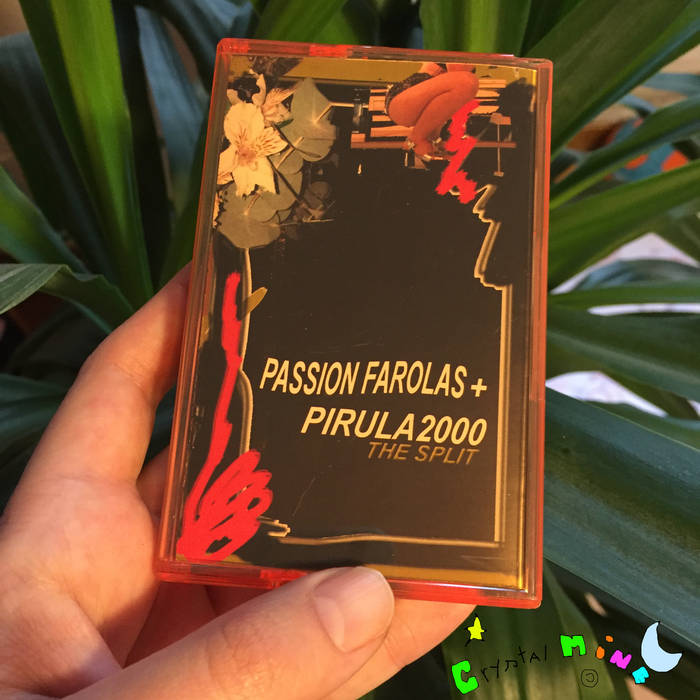 PASSION FAROLAS +
PIRULA2000
THE SPLIT
Crystal Mine
©